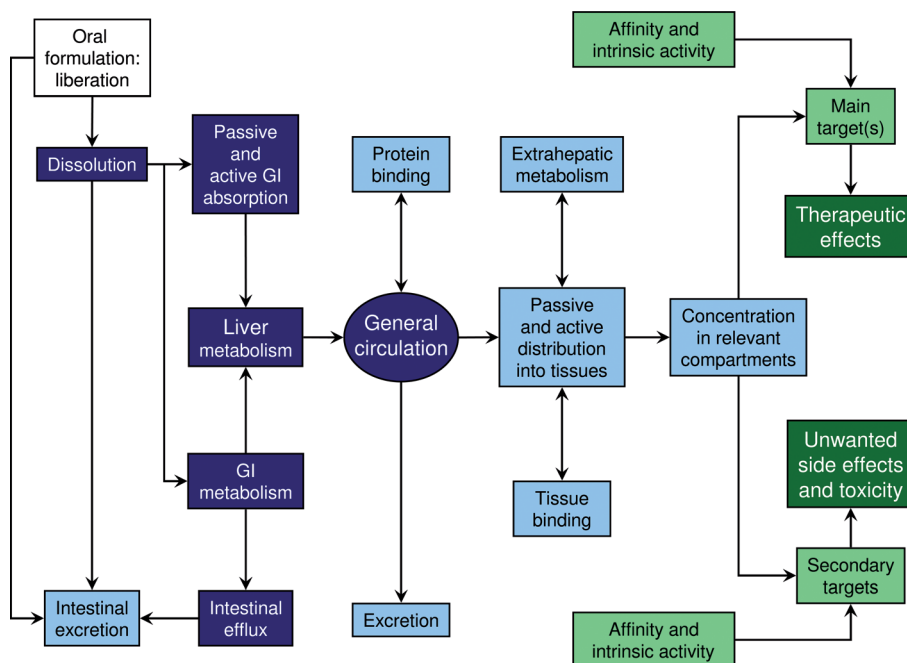 Oral
formulation:
liberation
Affinity and
intrinsic activity
Main
target(s)
Dissolution
Passive
and
active GI
absorption
Protein
binding
Extrahepatic
metabolism
Therapeutic
effects
Liver
metabolism
General
circulation
Passive
and active
distribution
into tissues
Concentration
in relevant
compartments
GI
metabolism
Tissue
binding
Unwanted
side effects
and toxicity
Secondary
targets
Intestinal
excretion
Intestinal
efflux
Excretion
Affinity and
intrinsic activity